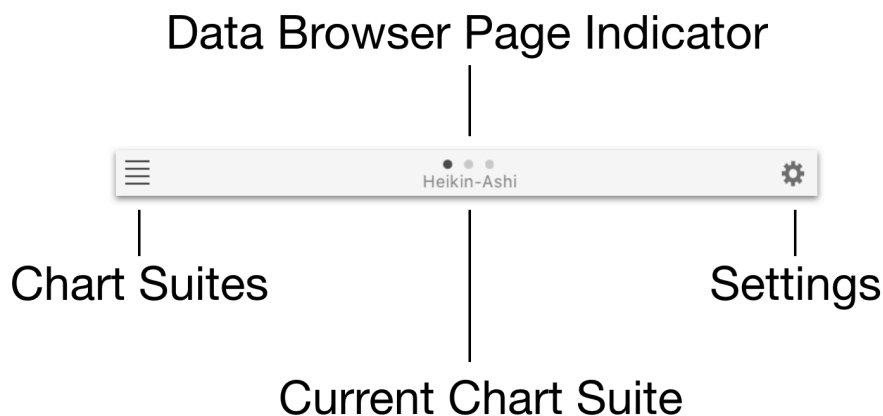 Data Browser Page Indicator
Heikin-Ashi
Chart Suites
Settings
Current Chart Suite